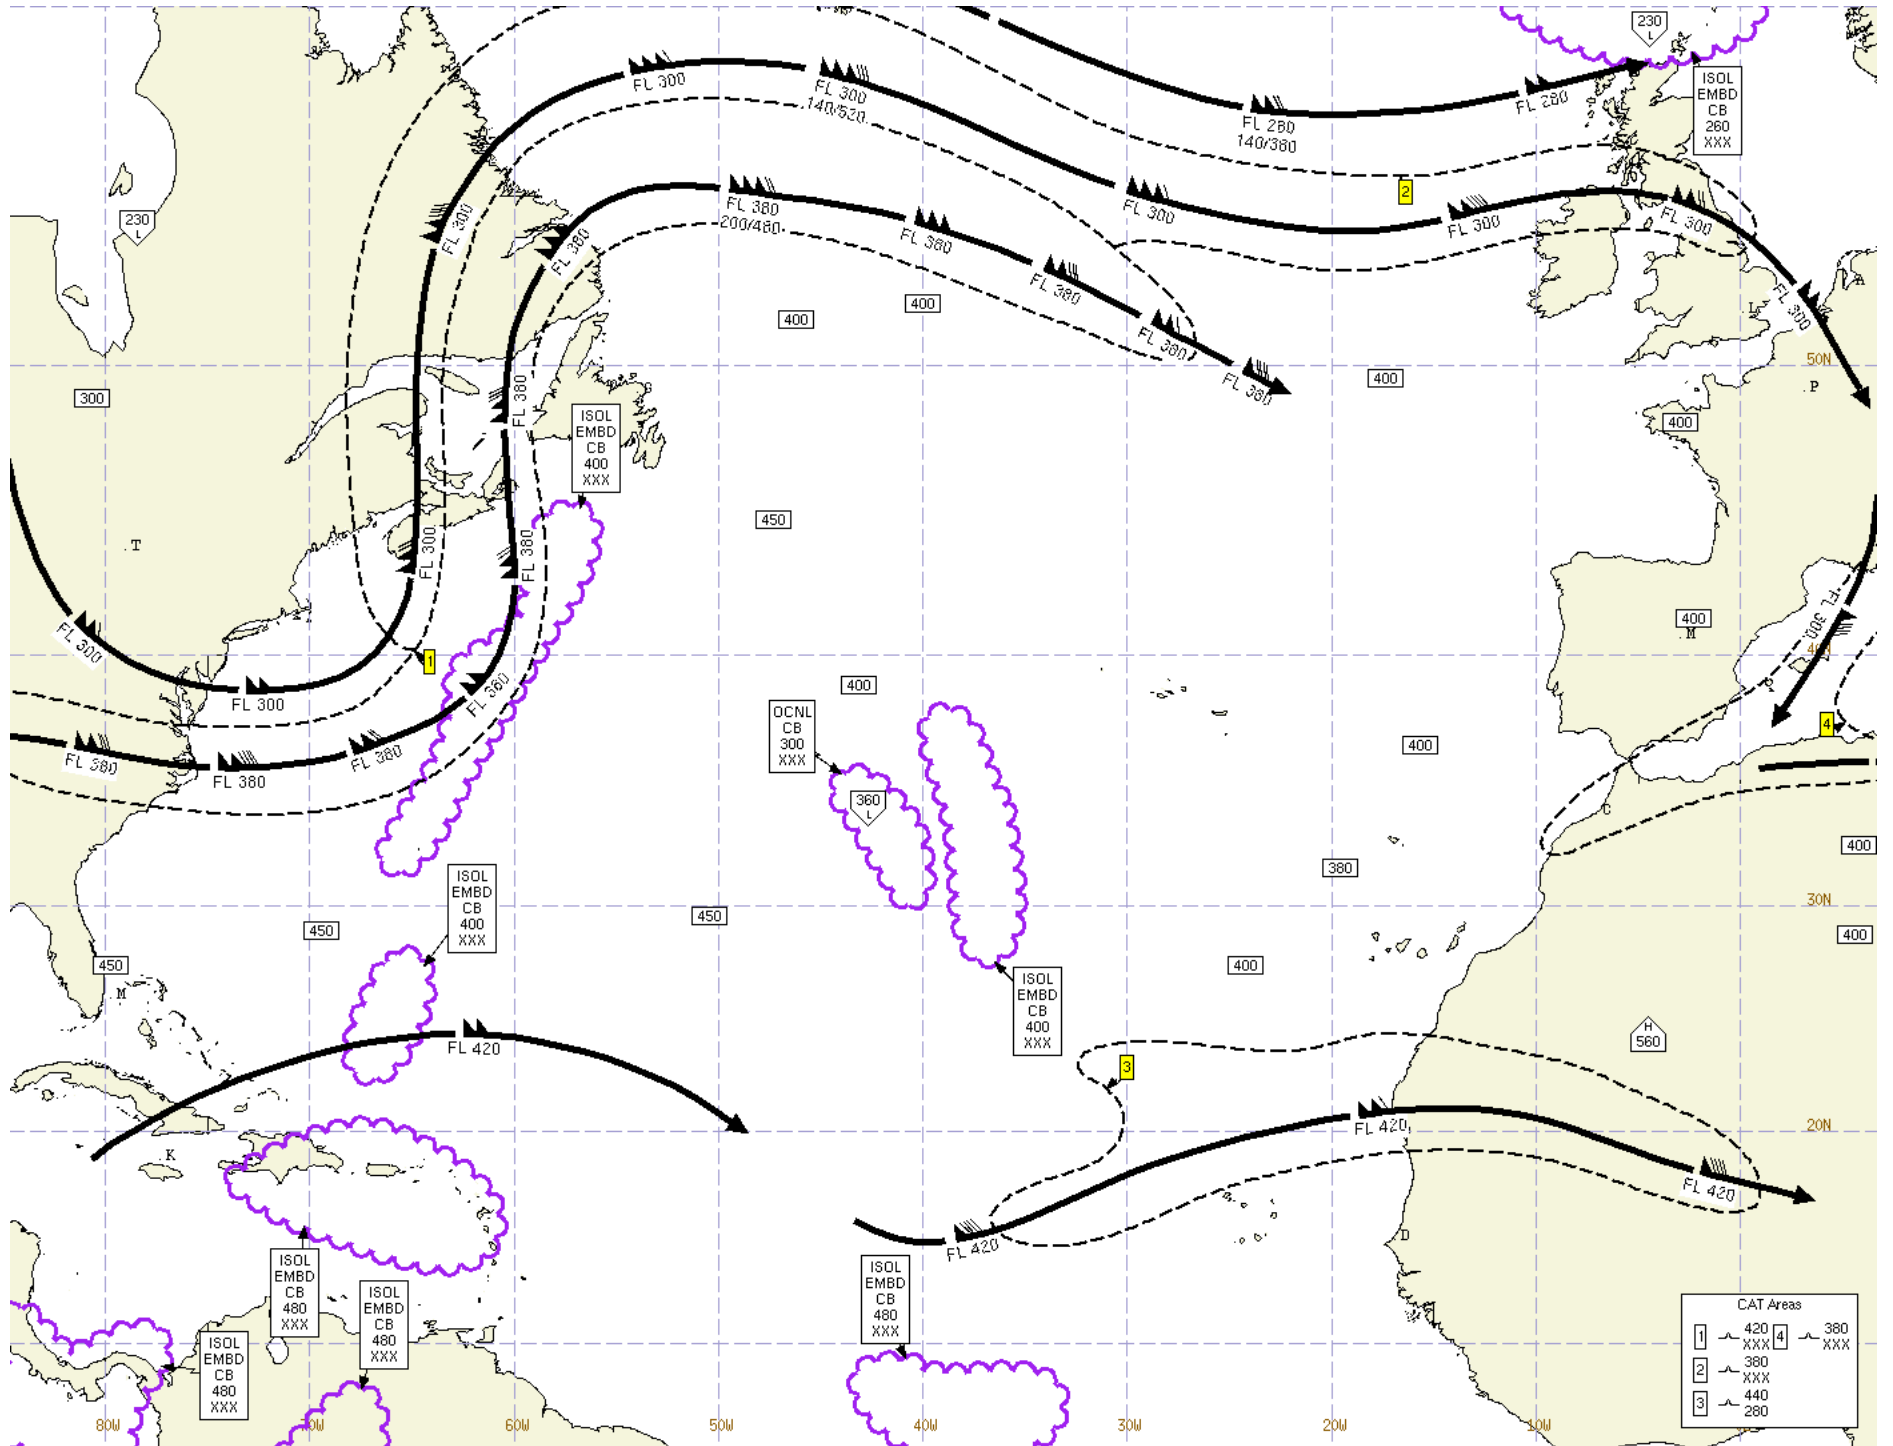 230
L
ISOL
EMBD
CB
260
XXX
FL 300
FL 300
140/520
FL 280
140/380
FL 280
2
230
L
FL 300
FL 380
FL 380
200/480
FL 380
FL 300
FL 300
FL 300
FL 380
FL 380
FL 380
FL 300
L
A
400
400
400
50N
P
300
FL 380
ISOL
EMBD
CB
400
XXX
400
450
T
FL 300
FL 380
FL 300
400
M
40N
FL 300
1
FL 300
FL 380
400
OCNL
CB
300
XXX
4
400
FL 380
FL 380
FL 380
360
L
C
400
380
ISOL
EMBD
CB
400
XXX
30N
450
450
400
450
400
M
ISOL
EMBD
CB
400
XXX
H
560
FL 420
3
20N
FL 420
K
FL 420
D
FL 420
ISOL
EMBD
CB
480
XXX
ISOL
EMBD
CB
480
XXX
ISOL
EMBD
CB
480
XXX
ISOL
EMBD
CB
480
XXX
CAT Areas
1 420 XXX 4 380 XXX
2 380 XXX
3 440 280
80W
70W
60W
50W
40W
30W
20W
10W
0